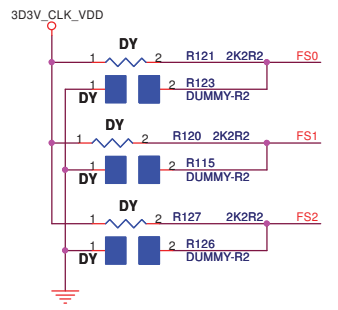 3D3V_CLK_VDD
DY
1 2 R121 2K2R2 FS0
1 2 R123
DY DUMMY-R2
DY
1 2 R120 2K2R2 FS1
1 2 R115
DY DUMMY-R2
DY
1 2 R127 2K2R2 FS2
1 2 R126
DY DUMMY-R2